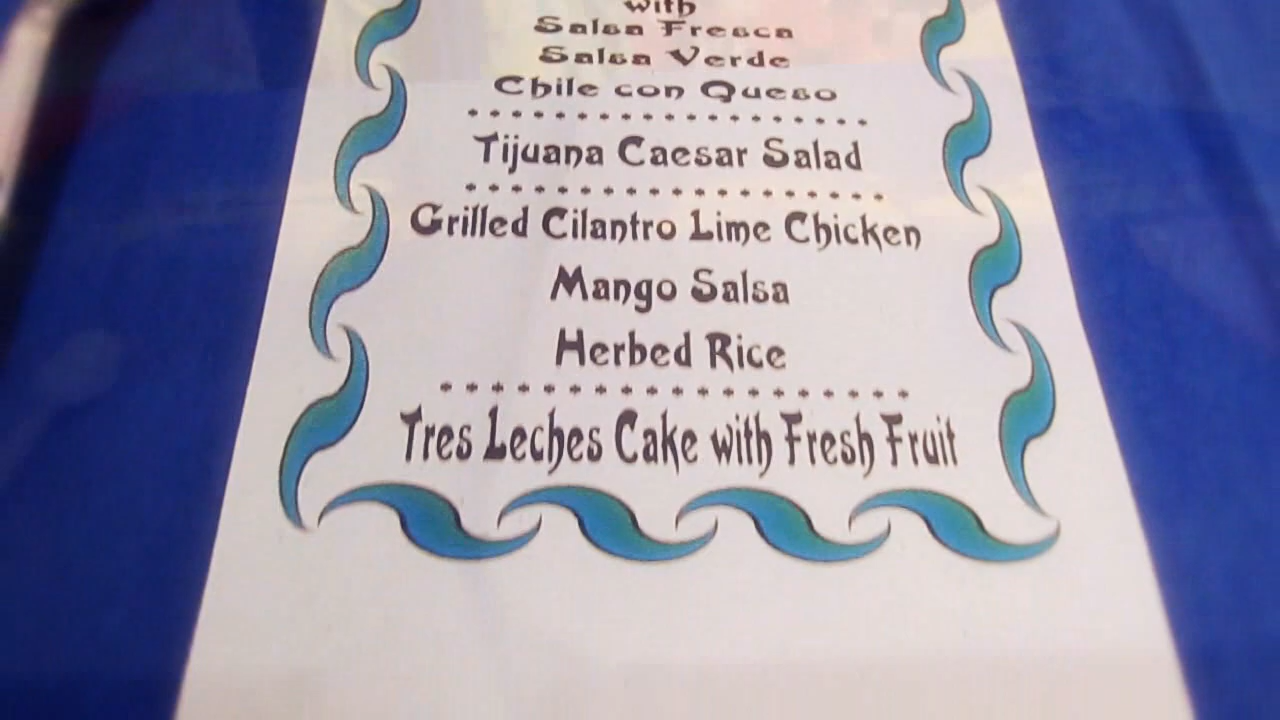 with
Salsa Fresca
Salsa Verde
Chile con Queso
Tijuana Caesar Salad
Grilled Cilantro Lime Chicken
Mango Salsa
Herbed Rice
Tres Leches Cake with Fresh Fruit